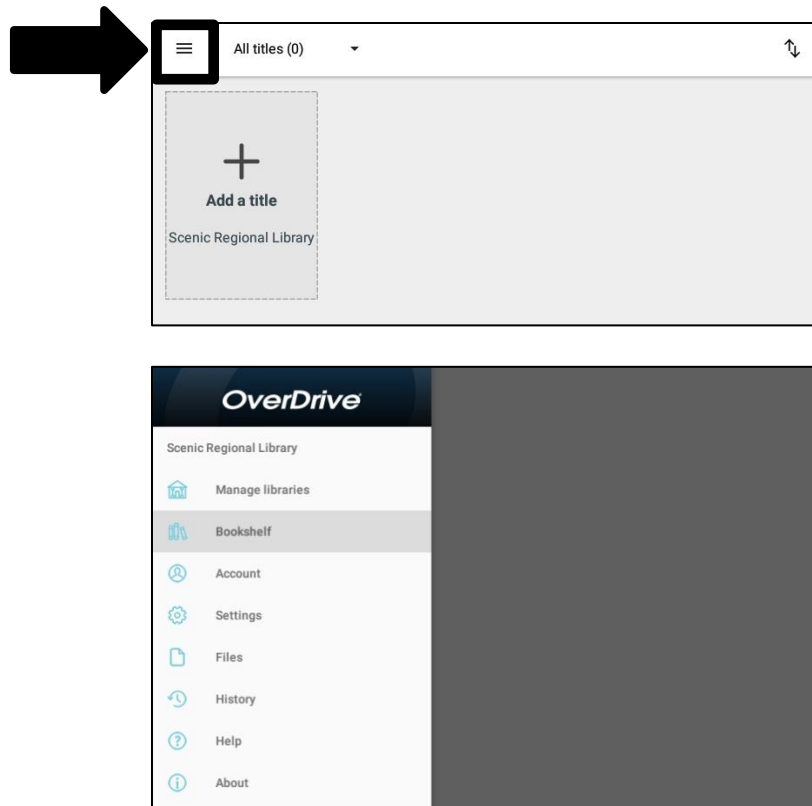 All titles (0)
Add a title
Scenic Regional Library
OverDrive
Scenic Regional Library
Manage libraries
Bookshelf
Account
Settings
Files
History
Help
About